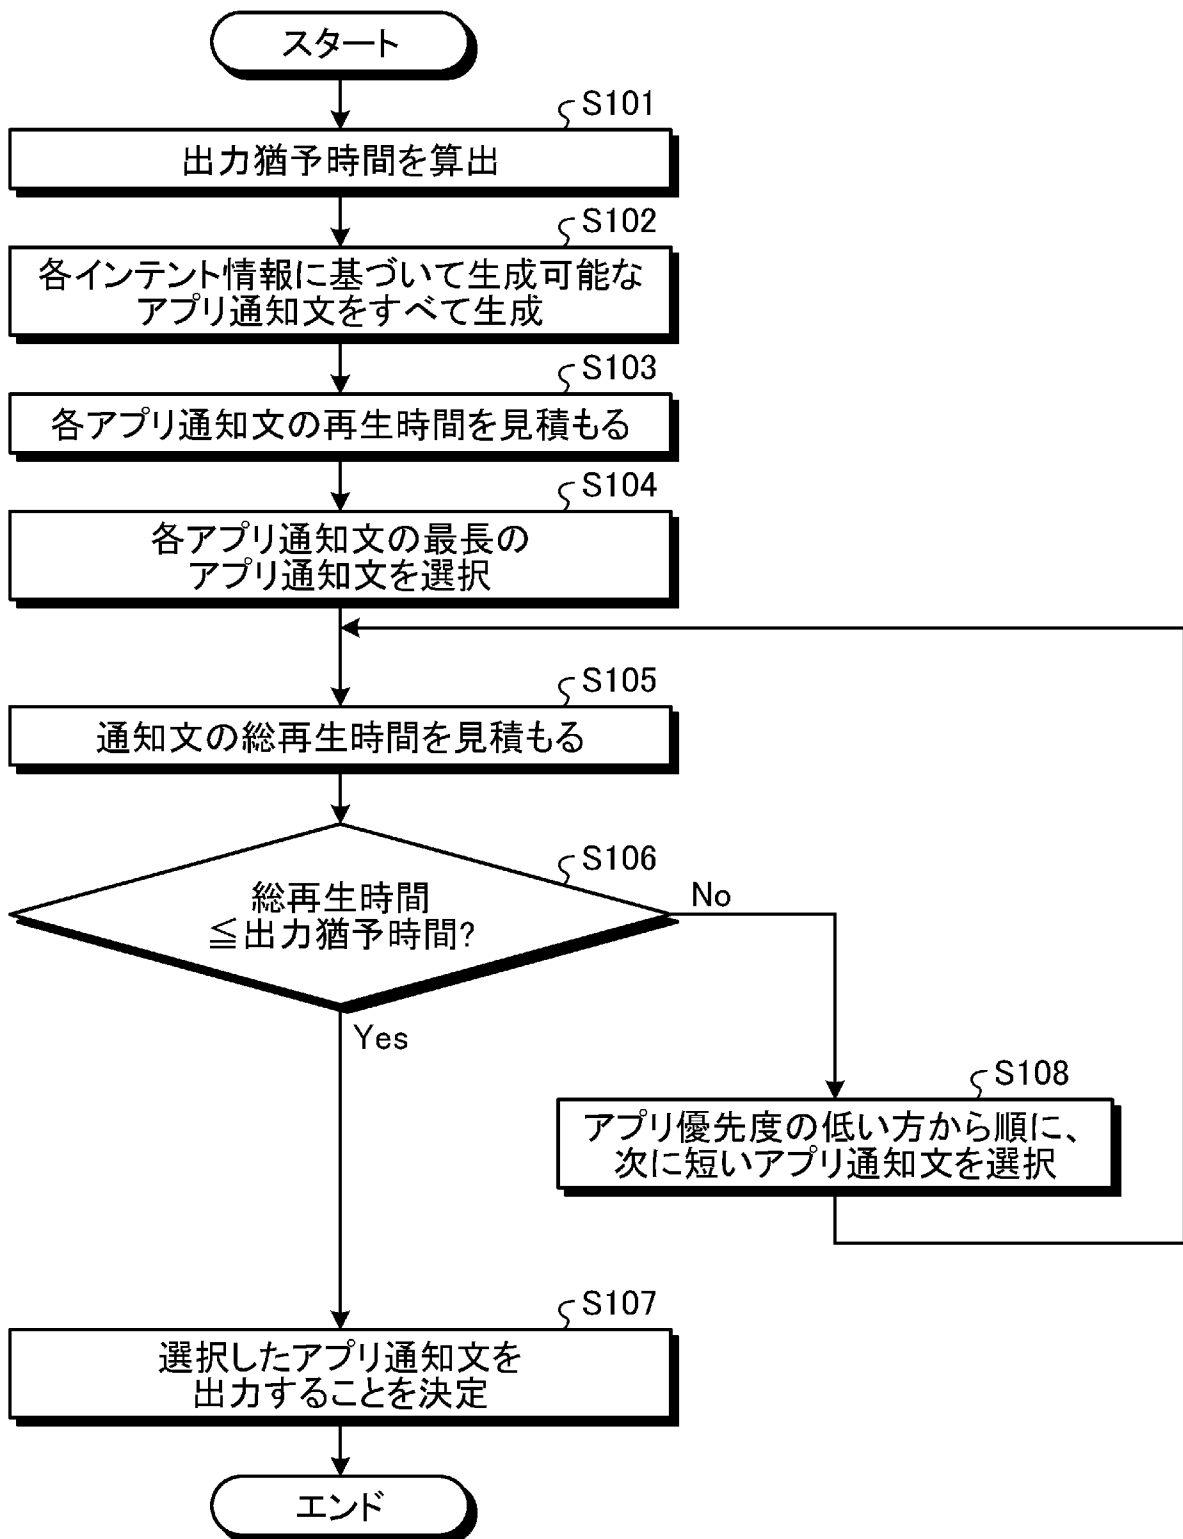 スタート
S101
出力猶予時間を算出
S102
各インテント情報に基づいて生成可能な
アプリ通知文をすべて生成
S103
各アプリ通知文の再生時間を見積もる
S104
各アプリ通知文の最長の
アプリ通知文を選択
S105
通知文の総再生時間を見積もる
S106
総再生時間
≦出力猶予時間?
No
Yes
S108
アプリ優先度の低い方から順に、
次に短いアプリ通知文を選択
S107
選択したアプリ通知文を
出力することを決定
エンド